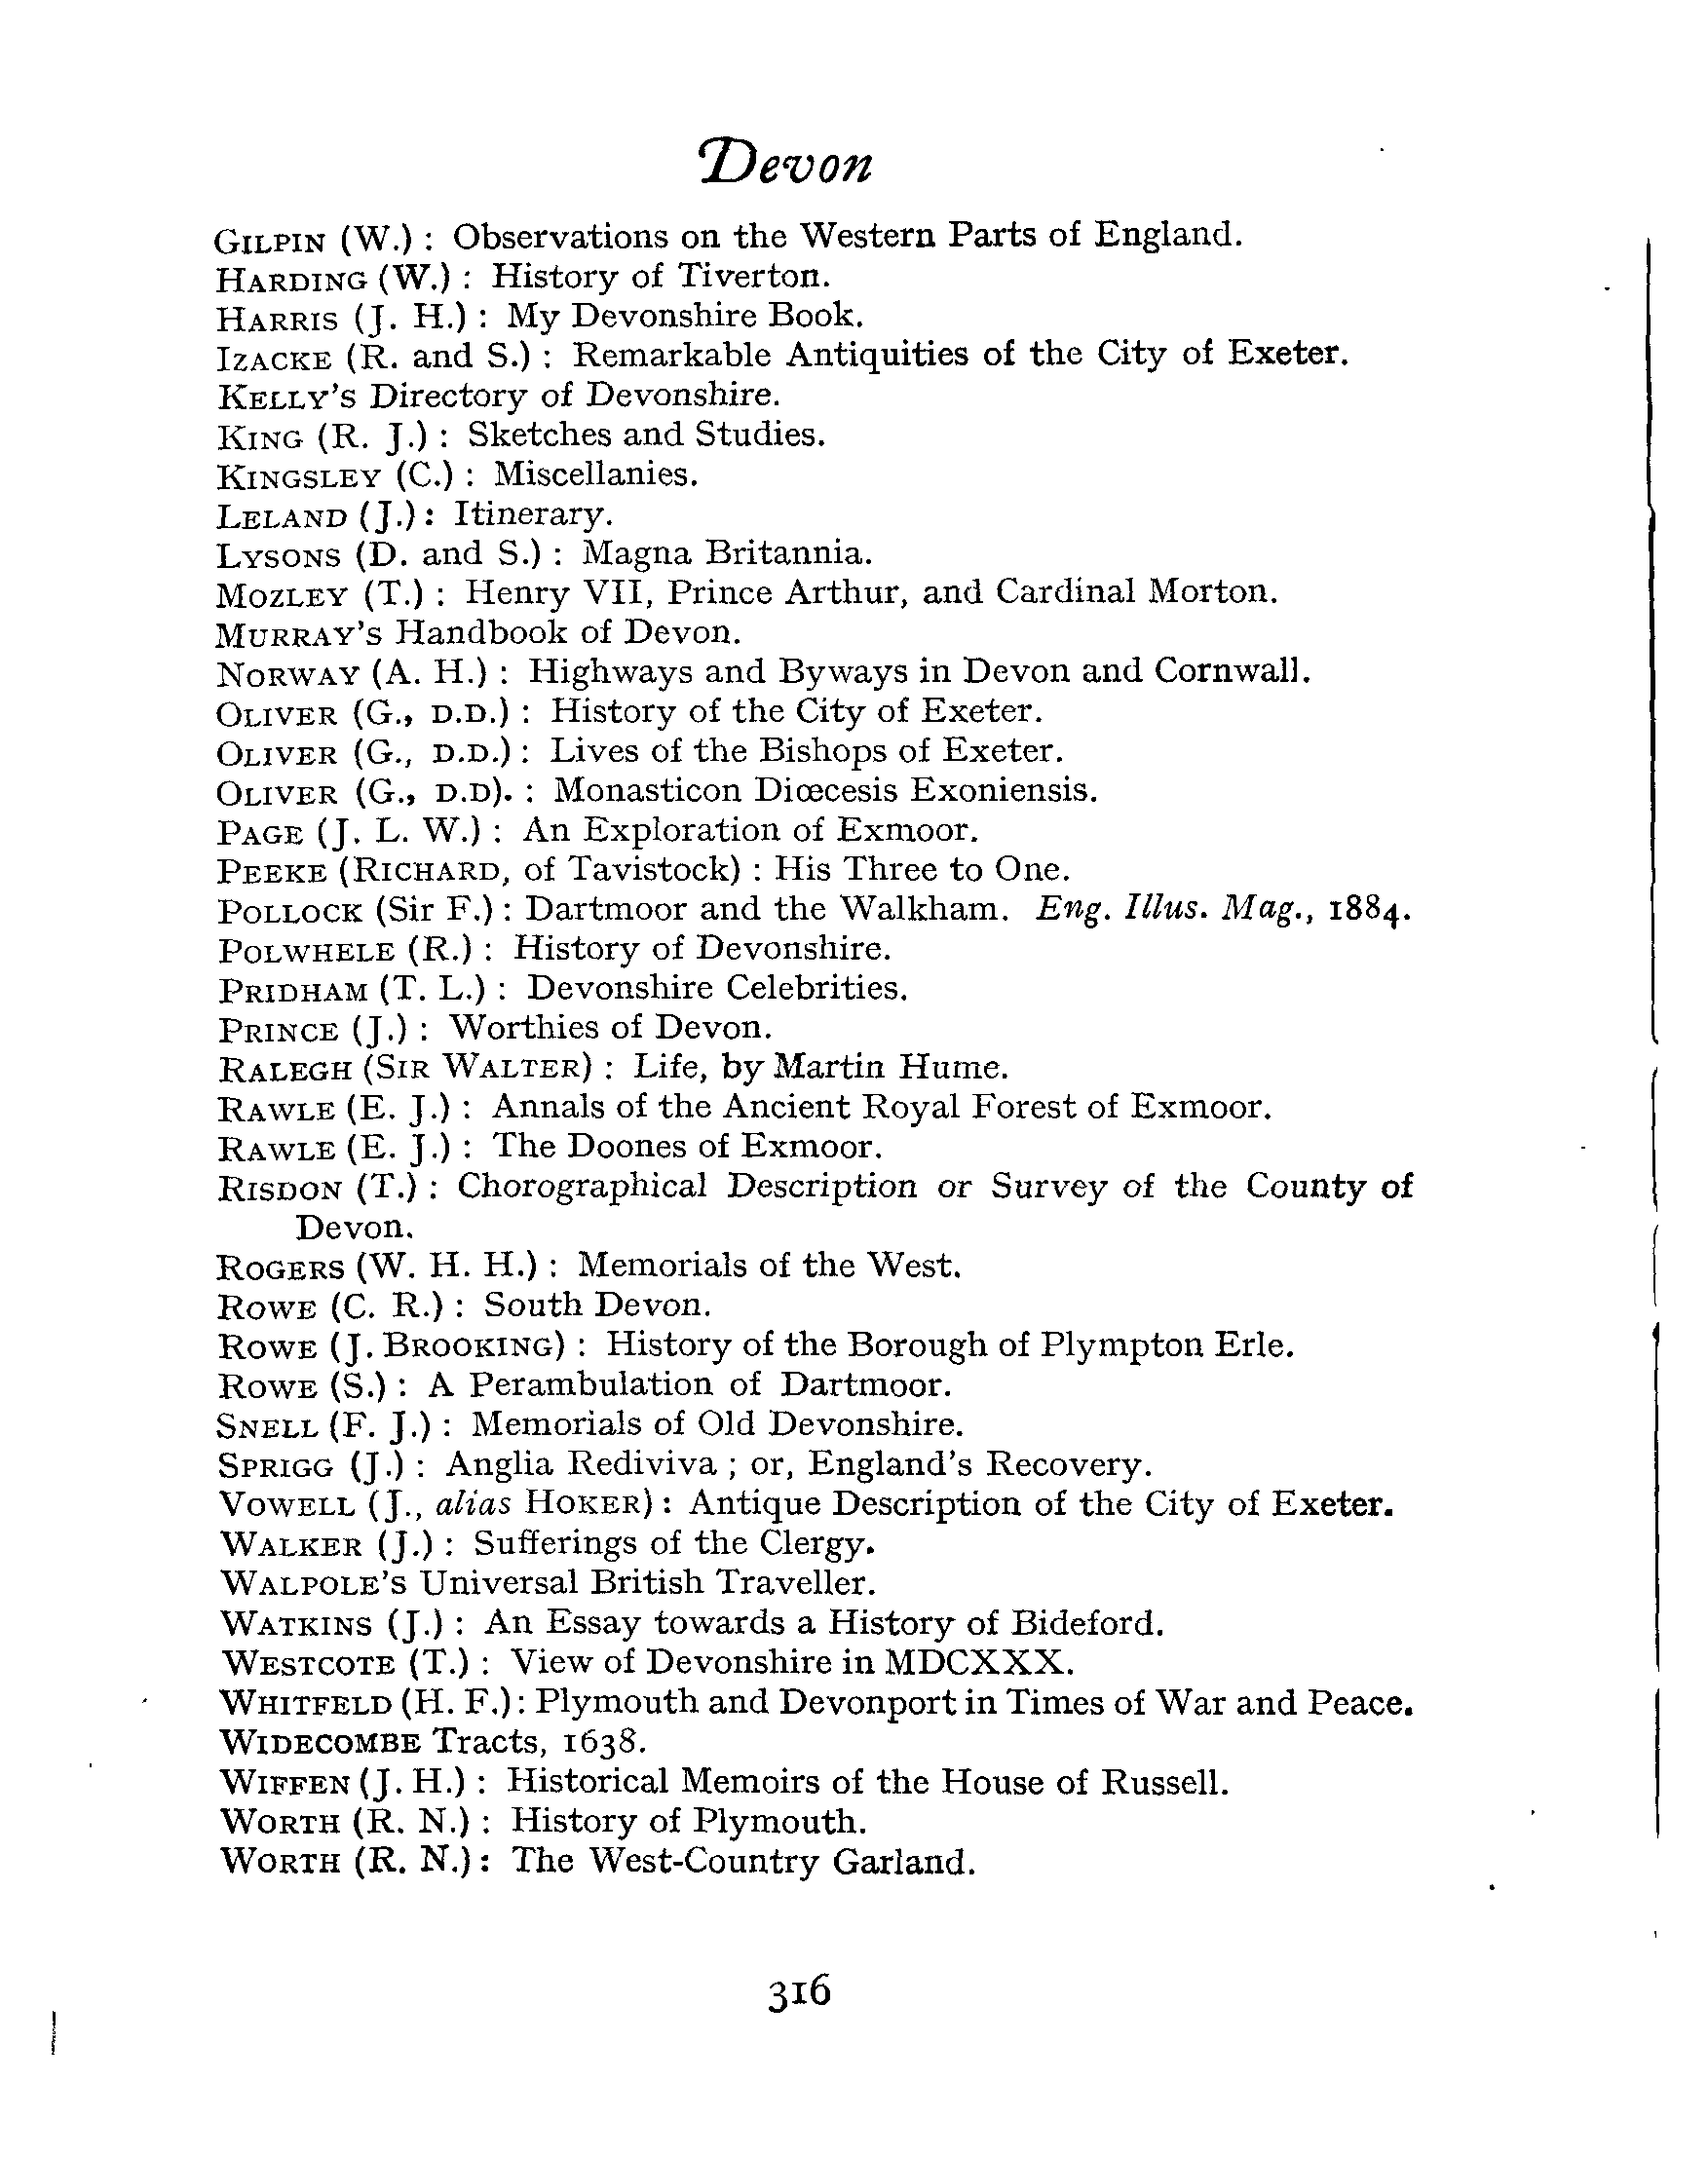 Devon
GILPIN (W.) : Observations on the Western Parts of England.
HARDING (W.) : History of Tiverton.
HARRIS (J. H.) : My Devonshire Book.
IZACKE (R. and S.) : Remarkable Antiquities of the City of Exeter.
KELLY'S Directory of Devonshire.
KING (R. J.) : Sketches and Studies.
KINGSLEY (C.) : Miscellanies.
LELAND (J.) : Itinerary.
LYSONS (D. and S.) : Magna Britannia.
MOZLEY (T.) : Henry VII, Prince Arthur, and Cardinal Morton.
MURRAY'S Handbook of Devon.
NORWAY (A. H.) : Highways and Byways in Devon and Cornwall.
OLIVER (G., D.D.) : History of the City of Exeter.
OLIVER (G., D.D.) : Lives of the Bishops of Exeter.
OLIVER (G., D.D). : Monasticon Diœcesis Exoniensis.
PAGE (J. L. W.) : An Exploration of Exmoor.
PEEKE (RICHARD, of Tavistock) : His Three to One.
POLLOCK (Sir F.) : Dartmoor and the Walkham. Eng. Illus. Mag., 1884.
POLWHELE (R.) : History of Devonshire.
PRIDHAM (T. L.) : Devonshire Celebrities.
PRINCE (J.) : Worthies of Devon.
RALEGH (SIR WALTER) : Life, by Martin Hume.
RAWLE (E. J.) : Annals of the Ancient Royal Forest of Exmoor.
RAWLE (E. J.) : The Doones of Exmoor.
RISDON (T.) : Chorographical Description or Survey of the County of
Devon.
ROGERS (W. H. H.) : Memorials of the West.
ROWE (C. R.) : South Devon.
ROWE (J. BROOKING) : History of the Borough of Plympton Erle.
ROWE (S.) : A Perambulation of Dartmoor.
SNELL (F. J.) : Memorials of Old Devonshire.
SPRIGG (J.) : Anglia Rediviva ; or, England's Recovery.
VOWELL (J., alias HOKER) : Antique Description of the City of Exeter.
WALKER (J.) : Sufferings of the Clergy.
WALPOLE'S Universal British Traveller.
WATKINS (J.) : An Essay towards a History of Bideford.
WESTCOTE (T.) : View of Devonshire in MDCXXX.
WHITFELD (H. F.) : Plymouth and Devonport in Times of War and Peace.
WIDECOMBE Tracts, 1638.
WIFFEN (J. H.) : Historical Memoirs of the House of Russell.
WORTH (R. N.) : History of Plymouth.
WORTH (R. N.) : The West-Country Garland.
316